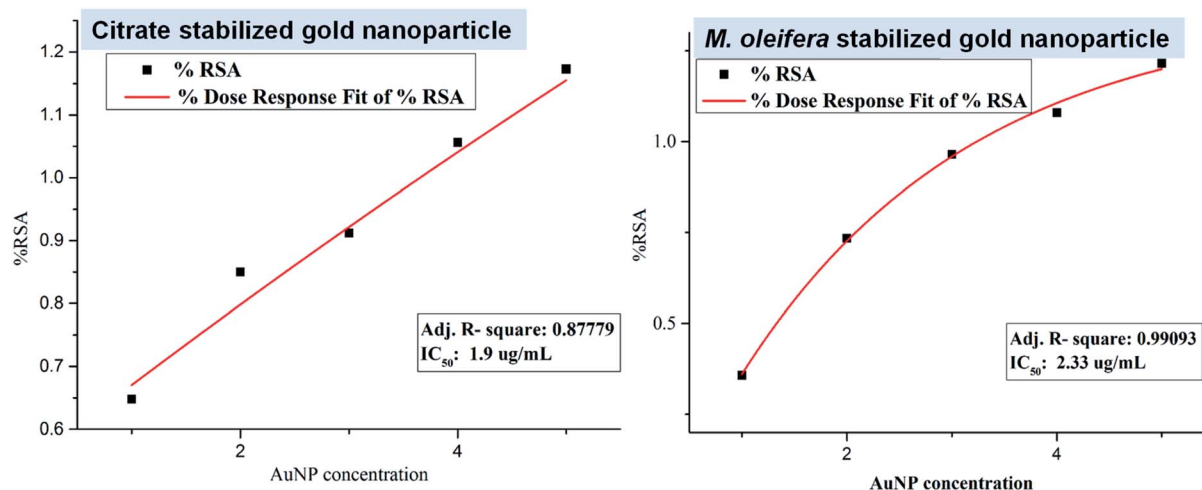 Citrate stabilized gold nanoparticle
% RSA
% Dose Response Fit of % RSA
1.2
1.1
1.0
0.9
0.8
0.7
0.6
%RSA
Adj. R- square: 0.87779
IC50: 1.9 ug/mL
2
4
AuNP concentration
M. oleifera stabilized gold nanoparticle
% RSA
% Dose Response Fit of % RSA
1.0
0.5
%RSA
Adj. R- square: 0.99093
IC50: 2.33 ug/mL
2
4
AuNP concentration